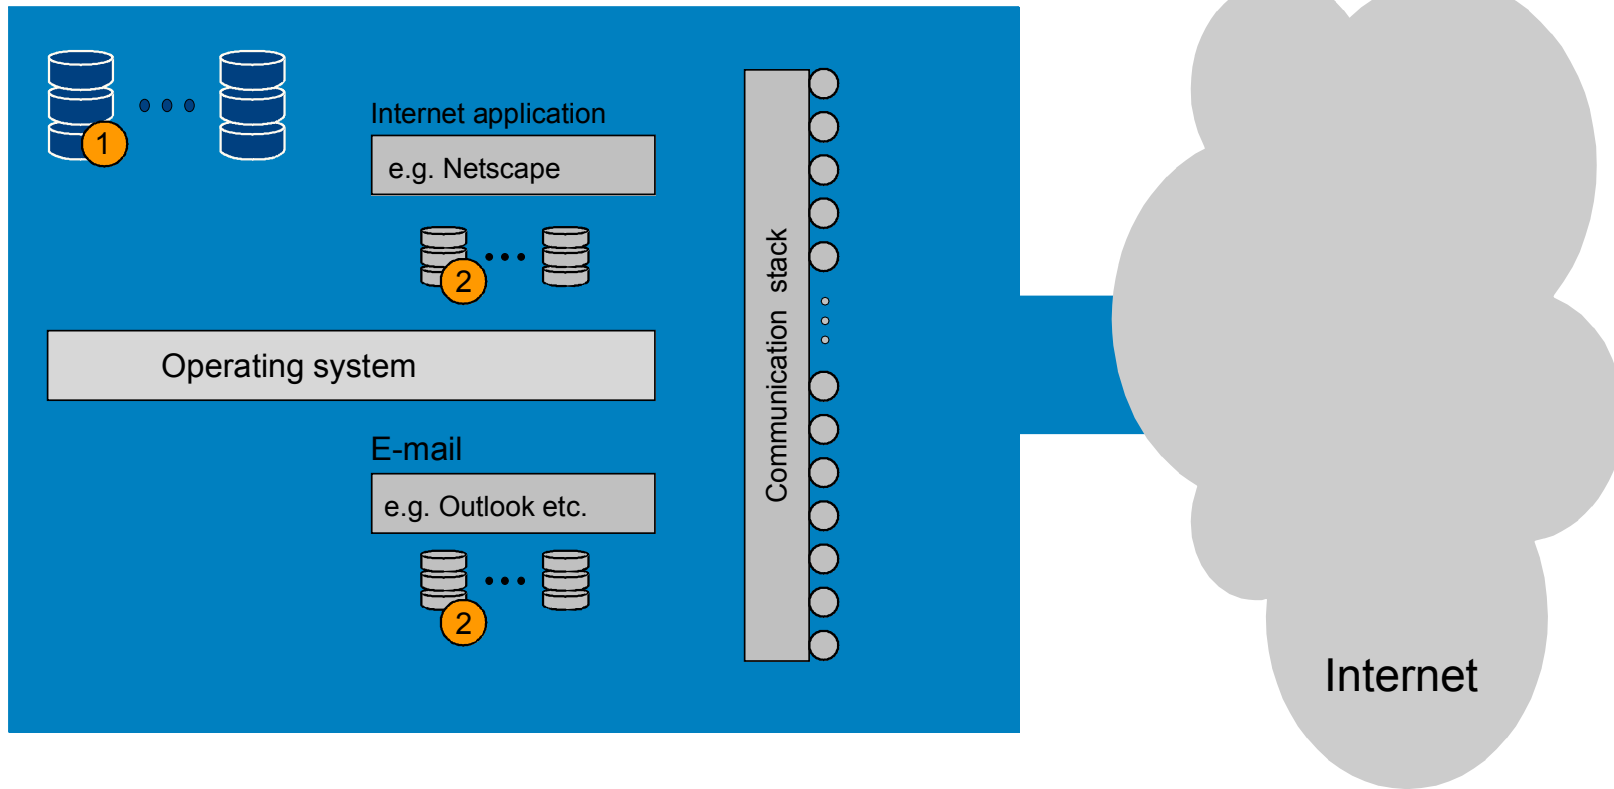 1
Internet application
e.g. Netscape
2
Operating system
E-mail
e.g. Outlook etc.
2
Communication stack
Internet